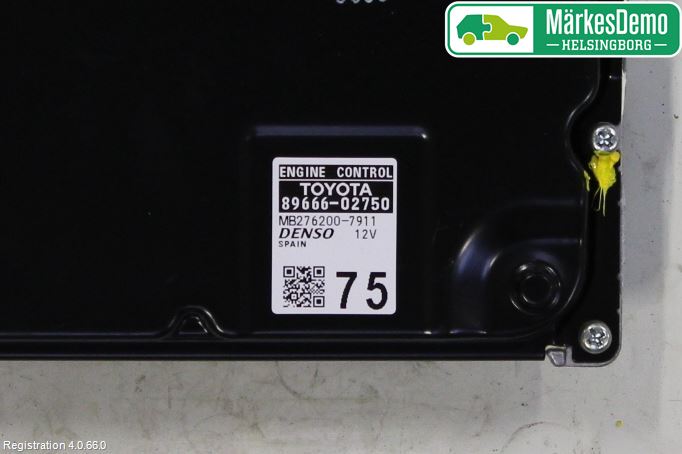 MärkesDemo
HELSINGBORG
ENGINE CONTROL
TOYOTA
89666-02750
MB276200-7911
DENSO 12V
SPAIN
75
Registration 4.0.66.0